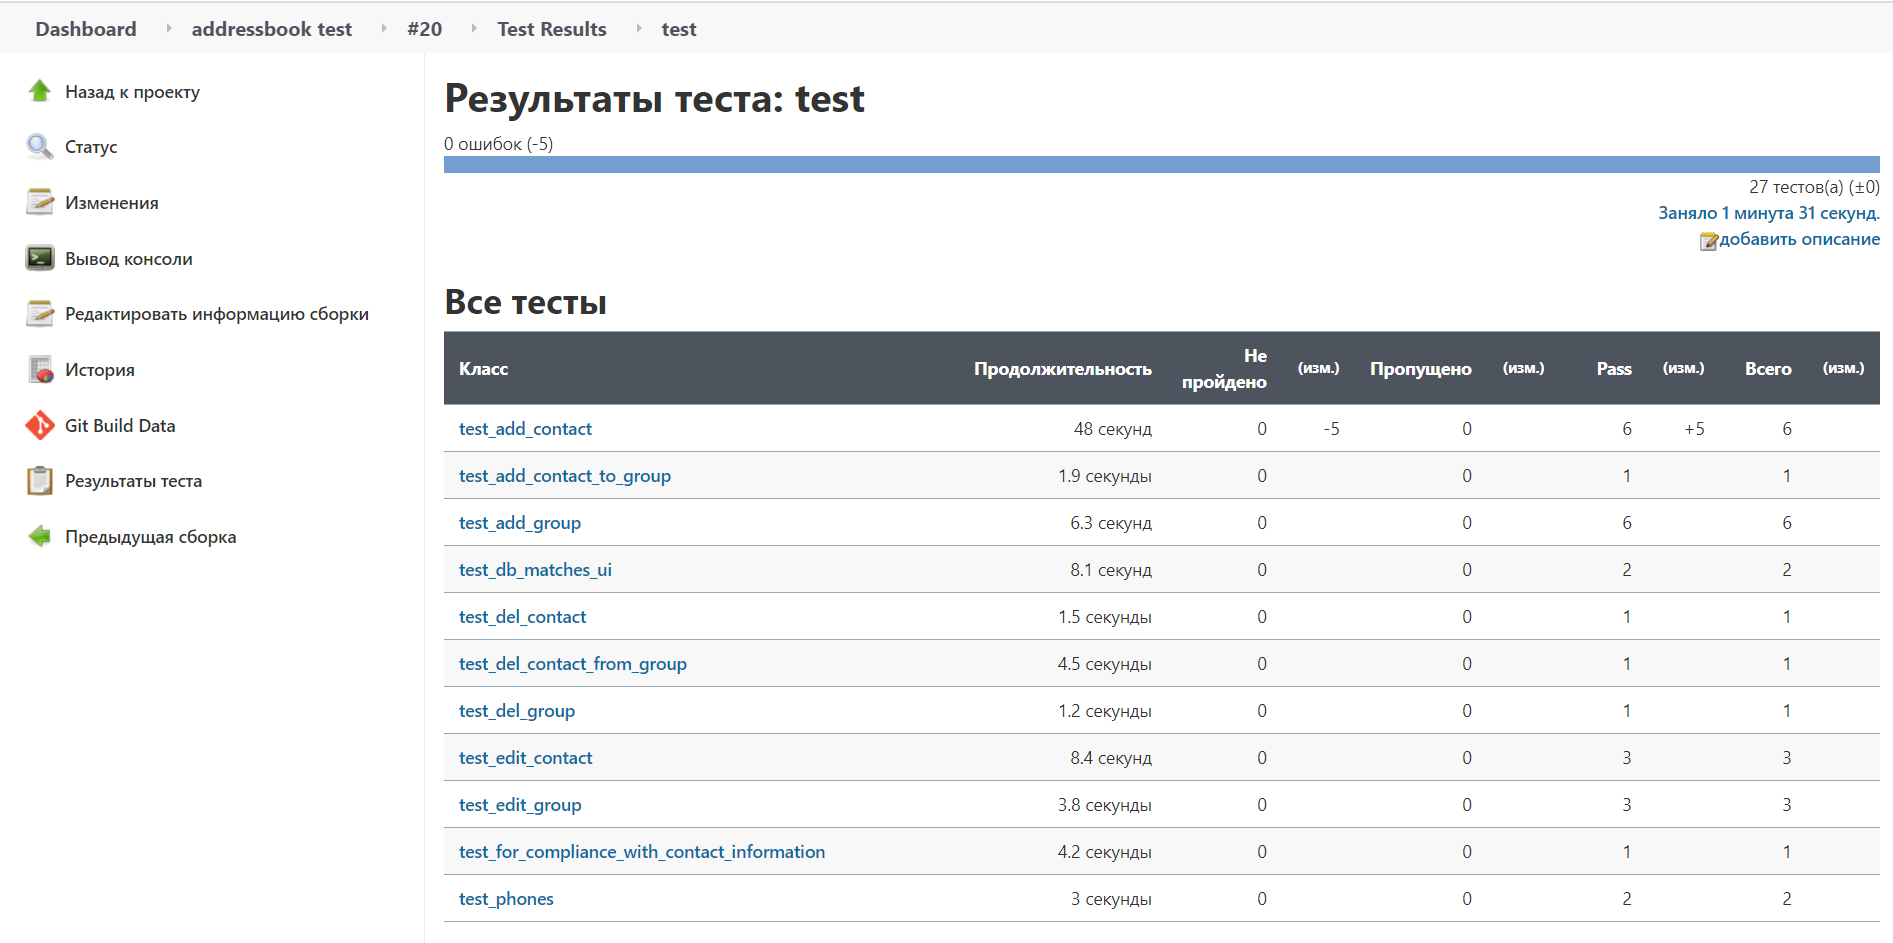 Dashboard addressbook test #20 Test Results test
Назад к проекту
Статус
Изменения
Вывод консоли
Редактировать информацию сборки
История
Git Build Data
Результаты теста
Предыдущая сборка
Результаты теста: test
0 ошибок (-5)
27 тестов(а) (±0)
Заняло 1 минута 31 секунд.
добавить описание
Все тесты
Класс Продолжительность Не пройдено (изм.) Пропущено (изм.) Pass (изм.) Всего (изм.)
test_add_contact 48 секунд 0 -5 0 6 +5 6
test_add_contact_to_group 1.9 секунды 0 0 1 1
test_add_group 6.3 секунд 0 0 6 6
test_db_matches_ui 8.1 секунд 0 0 2 2
test_del_contact 1.5 секунды 0 0 1 1
test_del_contact_from_group 4.5 секунды 0 0 1 1
test_del_group 1.2 секунды 0 0 1 1
test_edit_contact 8.4 секунд 0 0 3 3
test_edit_group 3.8 секунды 0 0 3 3
test_for_compliance_with_contact_information 4.2 секунды 0 0 1 1
test_phones 3 секунды 0 0 2 2